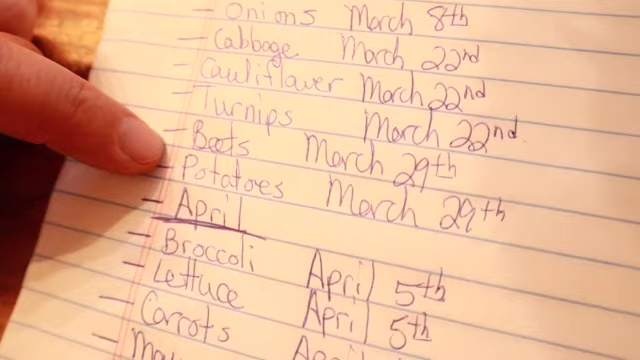 - Onions March 8th
- Cabbage March 22nd
- Cauliflower March 22nd
- Turnips March 22nd
- Beets March 29th
- Potatoes March 29th
- April
- Broccoli April 5th
- Lettuce April 5th
- Carrots April